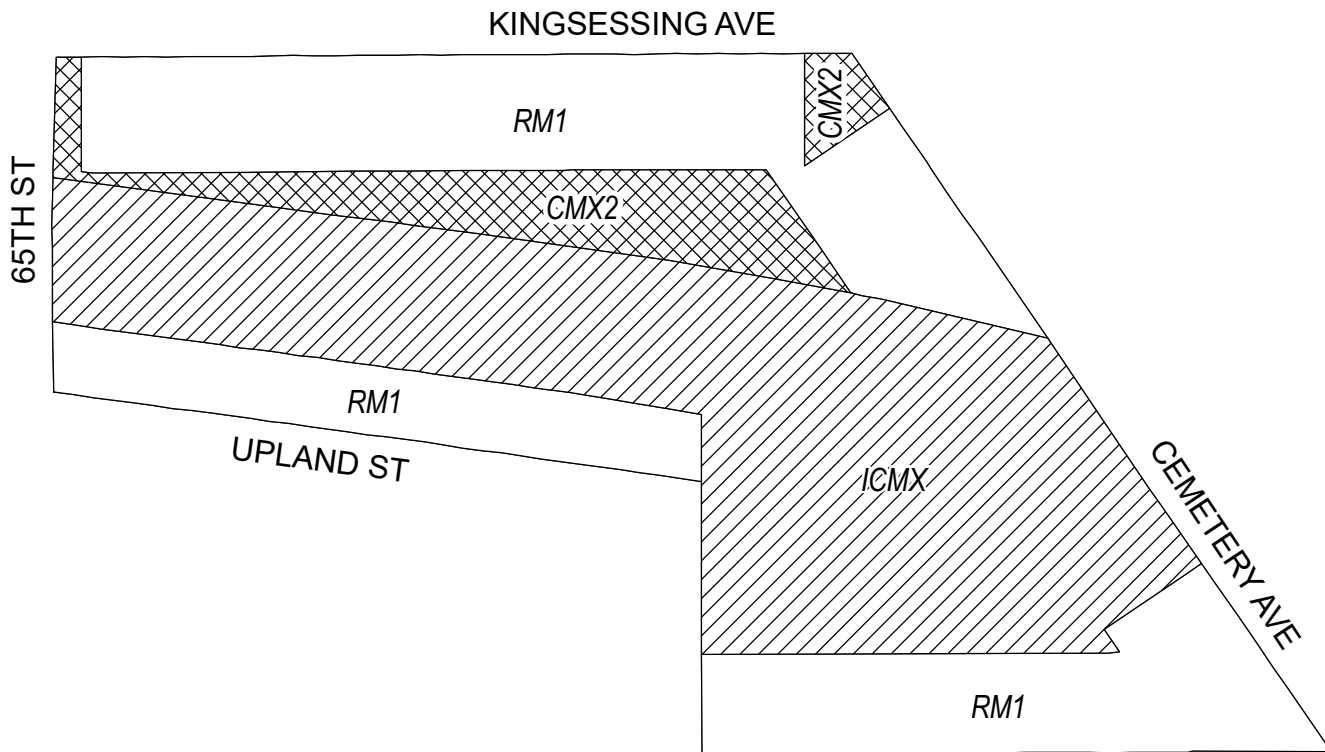 KINGSESSING AVE
CMX2
RM1
65TH ST
CMX2
RM1
UPLAND ST
ICMX
CEMETERY AVE
RM1